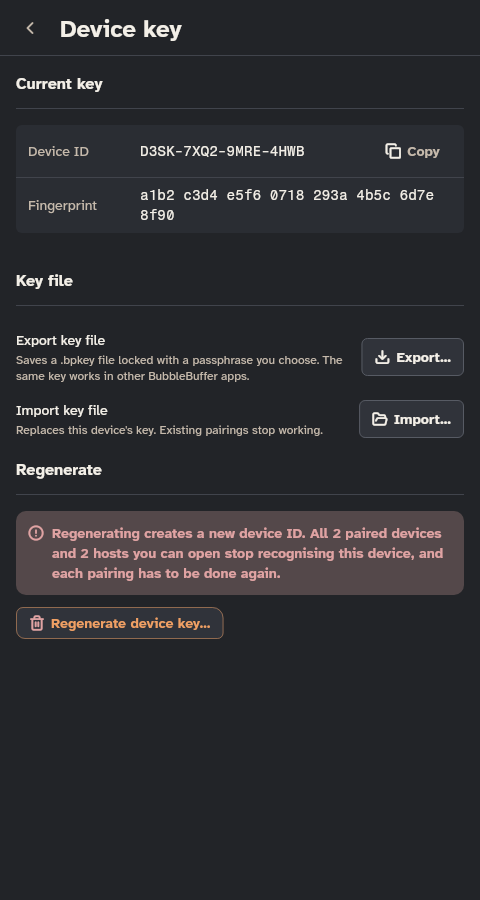 Device key
Current key
Device ID D3SK-7XQ2-9MRE-4HWB Copy
Fingerprint a1b2 c3d4 e5f6 0718 293a 4b5c 6d7e
8f90
Key file
Export key file
Saves a .bpkey file locked with a passphrase you choose. The
same key works in other BubbleBuffer apps.
Export...
Import key file
Replaces this device's key. Existing pairings stop working.
Import...
Regenerate
Regenerating creates a new device ID. All 2 paired devices
and 2 hosts you can open stop recognising this device, and
each pairing has to be done again.
Regenerate device key...